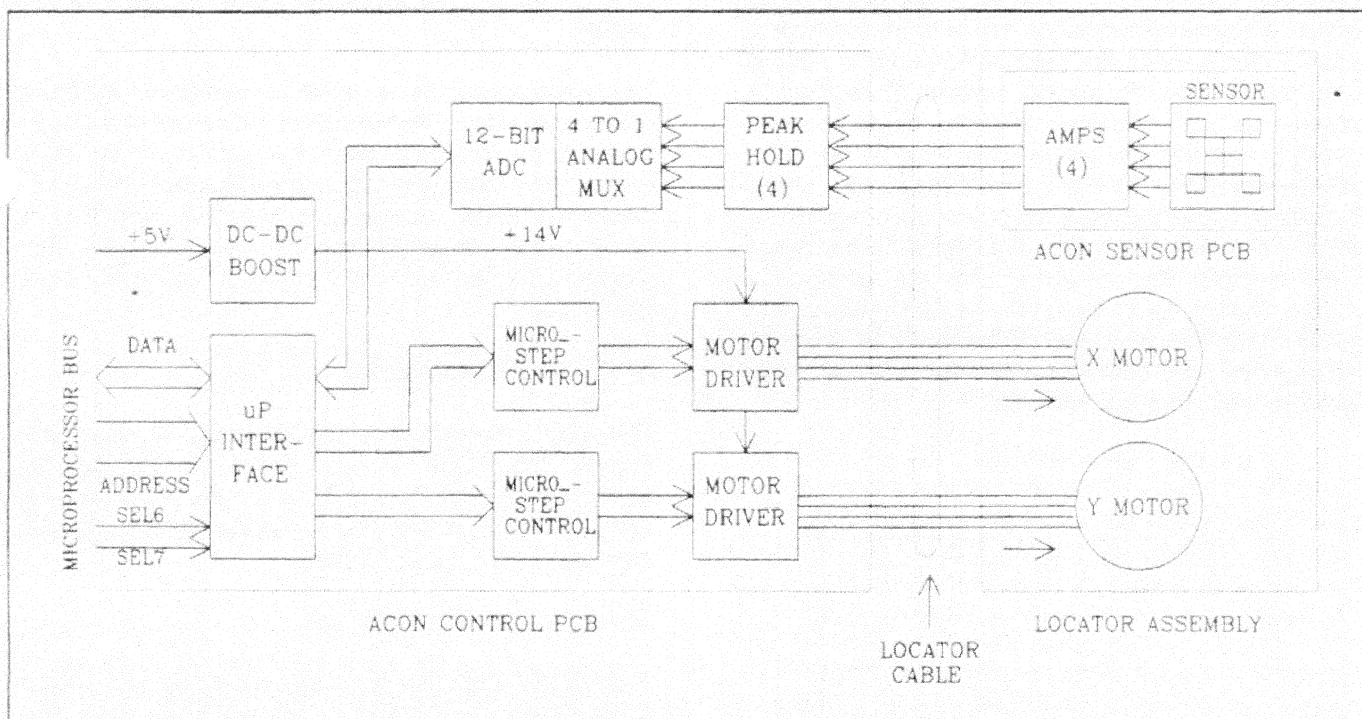 SENSOR
12-BIT
ADC
4 TO 1
ANALOG
MUX
PEAK
HOLD
(4)
AMPS
(4)
+5V
DC-DC
BOOST
+14V
ACON SENSOR PCB
MICROPROCESSOR BUS
DATA
uP
INTER-
FACE
ADDRESS
SEL6
SEL7
MICRO-
STEP
CONTROL
MOTOR
DRIVER
X MOTOR
MICRO-
STEP
CONTROL
MOTOR
DRIVER
Y MOTOR
ACON CONTROL PCB
LOCATOR
CABLE
LOCATOR ASSEMBLY